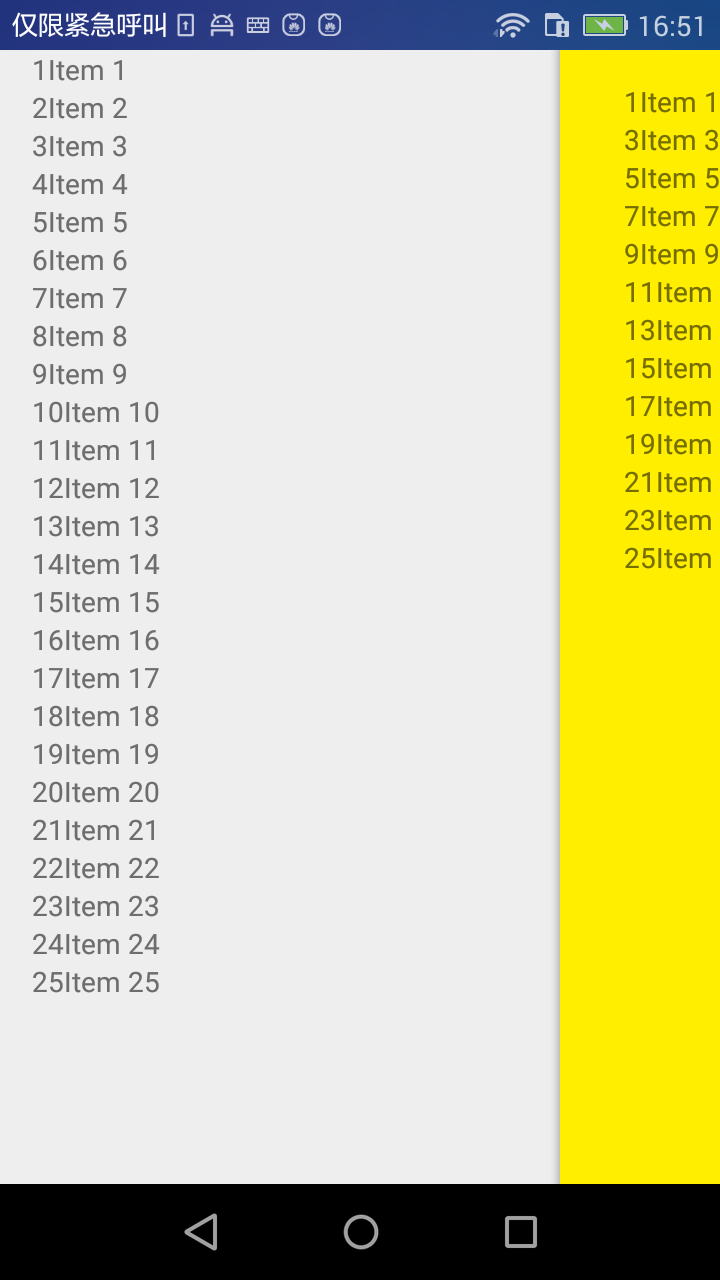 仅限紧急呼叫 16:51
1Item 1
2Item 2
3Item 3
4Item 4
5Item 5
6Item 6
7Item 7
8Item 8
9Item 9
10Item 10
11Item 11
12Item 12
13Item 13
14Item 14
15Item 15
16Item 16
17Item 17
18Item 18
19Item 19
20Item 20
21Item 21
22Item 22
23Item 23
24Item 24
25Item 25
1Item 1
3Item 3
5Item 5
7Item 7
9Item 9
11Item
13Item
15Item
17Item
19Item
21Item
23Item
25Item